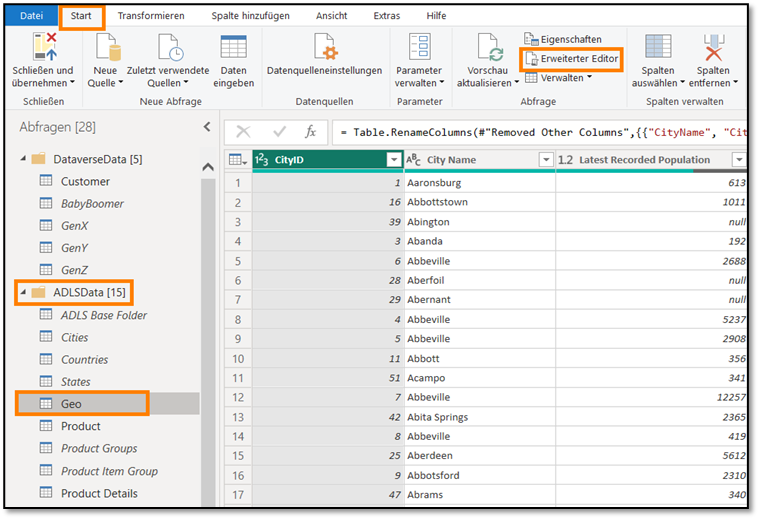 Datei Start Transformieren Spalte hinzufügen Ansicht Extras Hilfe
Schließen und übernehmen
Neue Quelle
Zuletzt verwendete Quellen
Daten eingeben
Datenquelleneinstellungen
Parameter verwalten
Vorschau aktualisieren
Eigenschaften
Erweiterter Editor
Verwalten
Spalten auswählen
Spalten entfernen
Schließen Neue Abfrage Datenquellen Parameter Abfrage Spalten verwalten
Abfragen [28]
DataverseData [5]
Customer
BabyBoomer
GenX
GenY
GenZ
ADLSData [15]
ADLS Base Folder
Cities
Countries
States
Geo
Product
Product Groups
Product Item Group
Product Details
fx = Table.RenameColumns(#"Removed Other Columns",{{"CityName", "Cit
123 CityID ABC City Name 1.2 Latest Recorded Population
1 1 Aaronsburg 613
2 16 Abbottstown 1011
3 39 Abington null
4 3 Abanda 192
5 6 Abbeville 2688
6 28 Aberfoil null
7 29 Abernant null
8 4 Abbeville 5237
9 5 Abbeville 2908
10 11 Abbott 356
11 51 Acampo 341
12 7 Abbeville 12257
13 42 Abita Springs 2365
14 8 Abbeville 419
15 25 Aberdeen 5612
16 9 Abbotsford 2310
17 47 Abrams 340